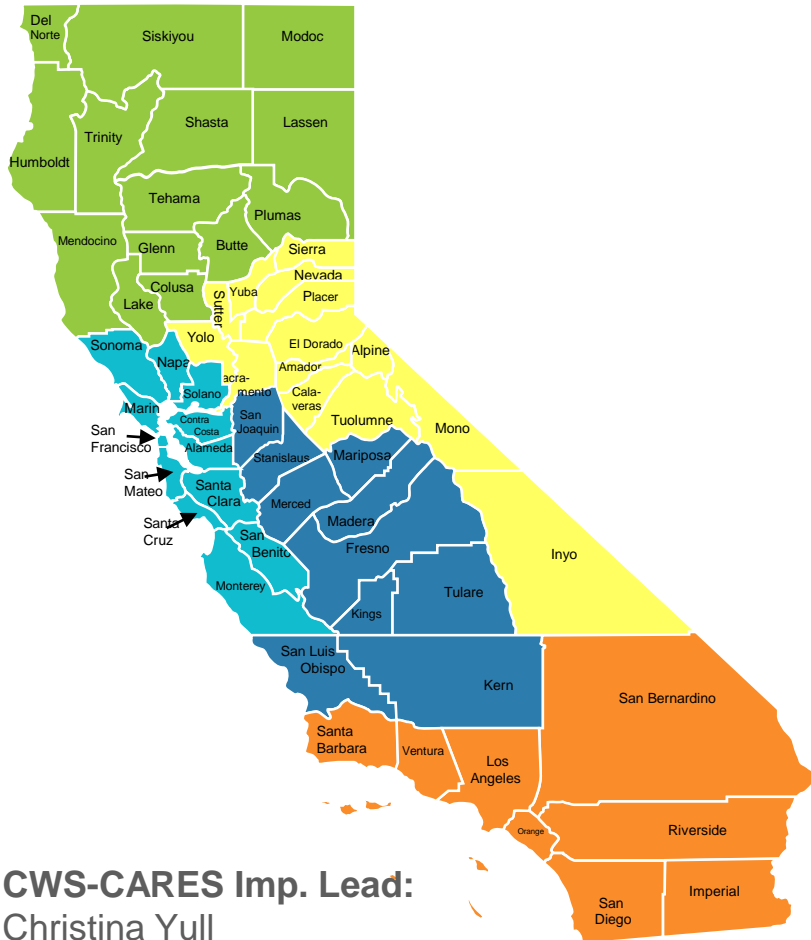 Del
Norte
Siskiyou
Modoc
Humboldt
Trinity
Shasta
Lassen
Tehama
Plumas
Mendocino
Glenn
Butte
Sierra
Nevada
Colusa
Lake
Sutter
Yuba
Placer
Sonoma
Napa
Yolo
El Dorado
Alpine
Amador
acra-
mento
Solano
Cala-
veras
Marin
Contra
Costa
San
Joaquin
Tuolumne
Mono
San
Francisco
Alameda
Stanislaus
Mariposa
San
Mateo
Santa
Clara
Merced
Madera
Santa
Cruz
San
Benito
Fresno
Inyo
Monterey
Kings
Tulare
San Luis
Obispo
Kern
San Bernardino
Santa
Barbara
Ventura
Los
Angeles
Orange
Riverside
San
Diego
Imperial
CWS-CARES Imp. Lead:
Christina Yull